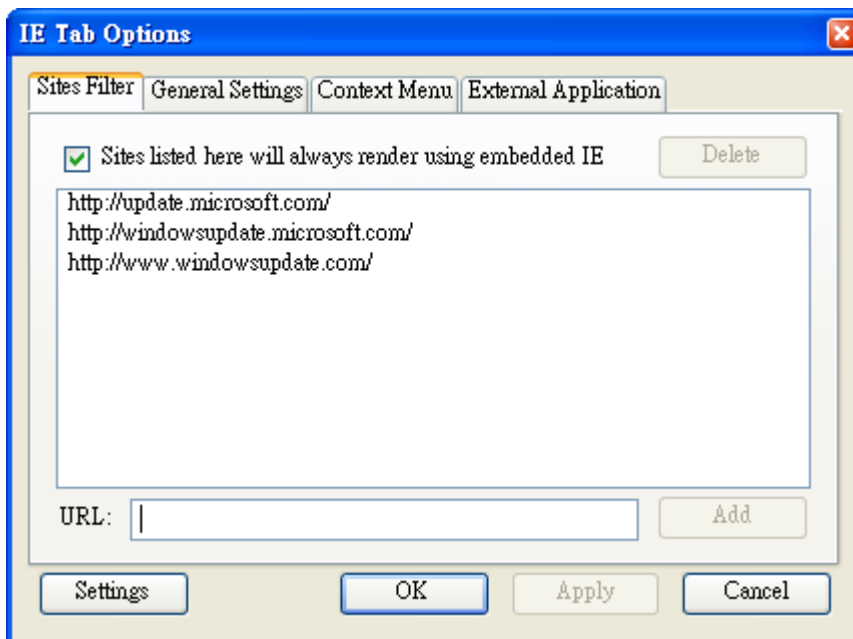 IE Tab Options
Sites Filter General Settings Context Menu External Application
Sites listed here will always render using embedded IE Delete
http://update.microsoft.com/
http://windowsupdate.microsoft.com/
http://www.windowsupdate.com/
URL: Add
Settings OK Apply Cancel